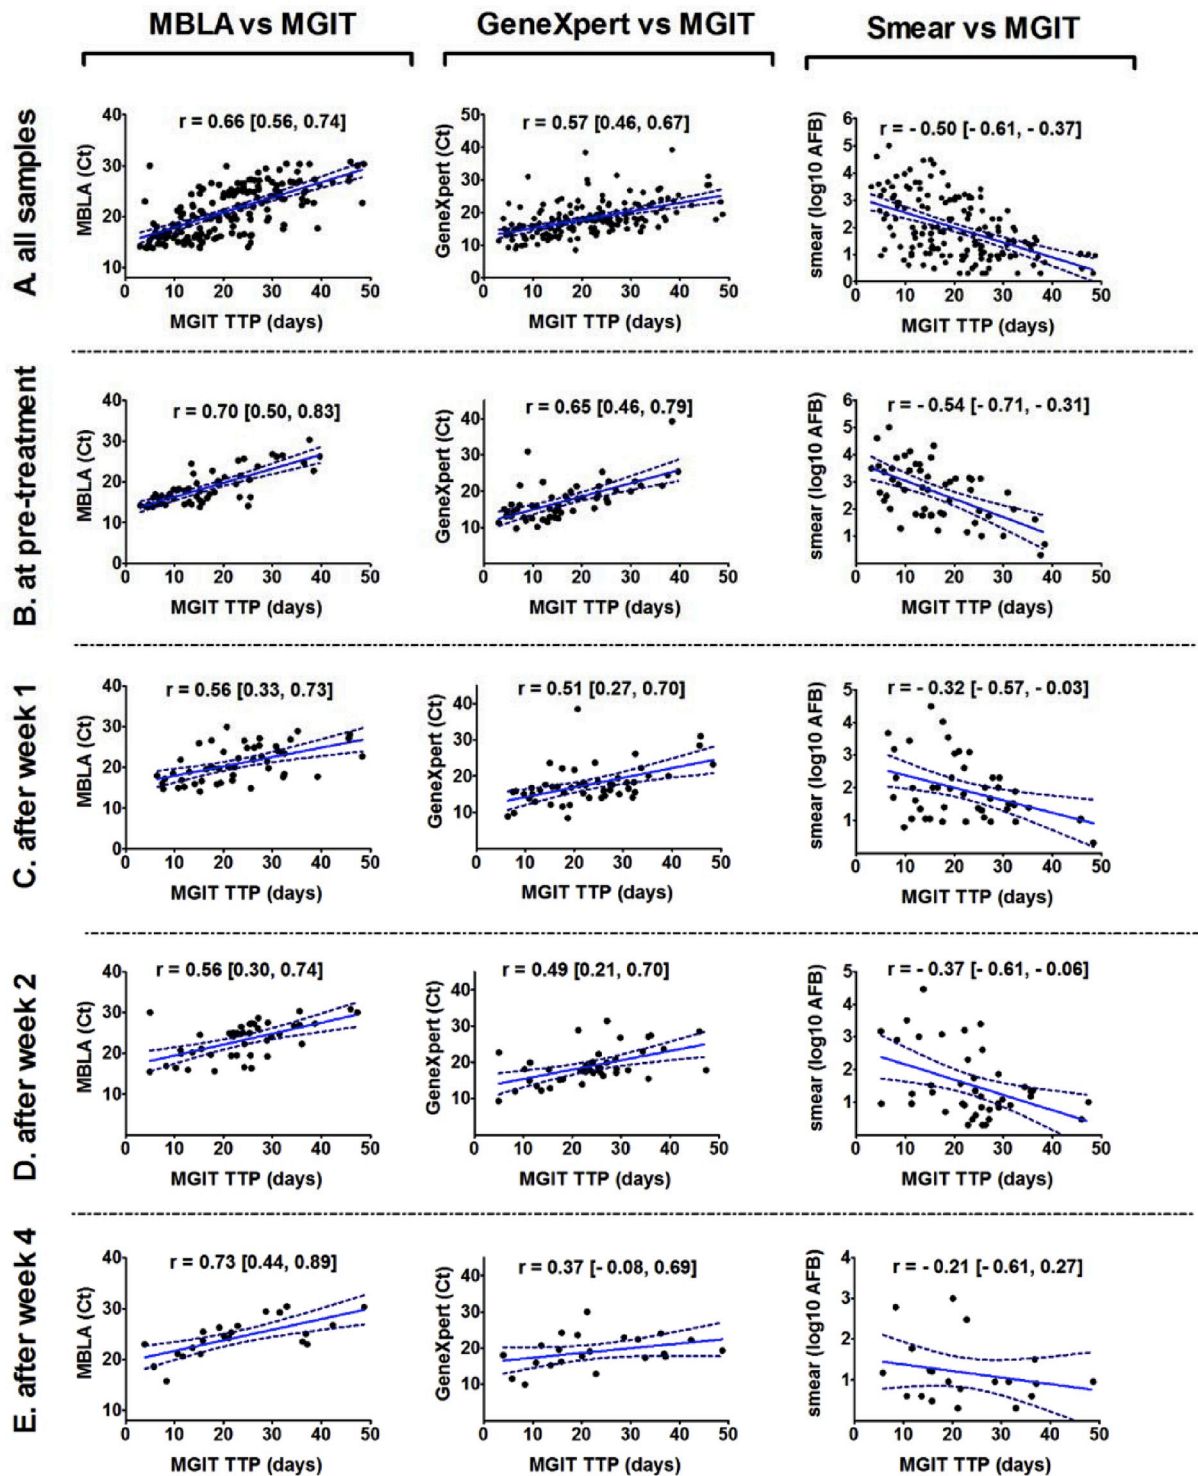 MBLA vs MGIT
GeneXpert vs MGIT
Smear vs MGIT
A. all samples
r = 0.66 [0.56, 0.74]
MBLA (Ct)
40
30
20
10
0 10 20 30 40 50
MGIT TTP (days)
r = 0.57 [0.46, 0.67]
GeneXpert (Ct)
50
40
30
20
10
0
0 10 20 30 40 50
MGIT TTP (days)
r = - 0.50 [ - 0.61, - 0.37]
smear (log10 AFB)
6
5
4
3
2
1
0
0 10 20 30 40 50
MGIT TTP (days)
B. at pre-treatment
r = 0.70 [0.50, 0.83]
MBLA (Ct)
40
30
20
10
0
0 10 20 30 40 50
MGIT TTP (days)
r = 0.65 [0.46, 0.79]
GeneXpert (Ct)
40
30
20
10
0 10 20 30 40 50
MGIT TTP (days)
r = - 0.54 [ - 0.71, - 0.31]
smear (log10 AFB)
6
5
4
3
2
1
0 10 20 30 40 50
MGIT TTP (days)
C. after week 1
r = 0.56 [0.33, 0.73]
MBLA (Ct)
40
30
20
10
0
0 10 20 30 40 50
MGIT TTP (days)
r = 0.51 [0.27, 0.70]
GeneXpert (Ct)
40
30
20
10
0 10 20 30 40 50
MGIT TTP (days)
r = - 0.32 [ - 0.57, - 0.03]
smear (log10 AFB)
5
4
3
2
1
0 10 20 30 40 50
MGIT TTP (days)
D. after week 2
r = 0.56 [0.30, 0.74]
MBLA (Ct)
40
30
20
10
0 10 20 30 40 50
MGIT TTP (days)
r = 0.49 [0.21, 0.70]
GeneXpert (Ct)
40
30
20
10
0 10 20 30 40 50
MGIT TTP (days)
r = - 0.37 [ - 0.61, - 0.06]
smear (log10 AFB)
5
4
3
2
1
0
0 10 20 30 40 50
MGIT TTP (days)
E. after week 4
r = 0.73 [0.44, 0.89]
MBLA (Ct)
40
30
20
10
0 10 20 30 40 50
MGIT TTP (days)
r = 0.37 [ - 0.08, 0.69]
GeneXpert (Ct)
40
30
20
10
0
0 10 20 30 40 50
MGIT TTP (days)
r = - 0.21 [ - 0.61, 0.27]
smear (log10 AFB)
4
3
2
1
0 10 20 30 40 50
MGIT TTP (days)